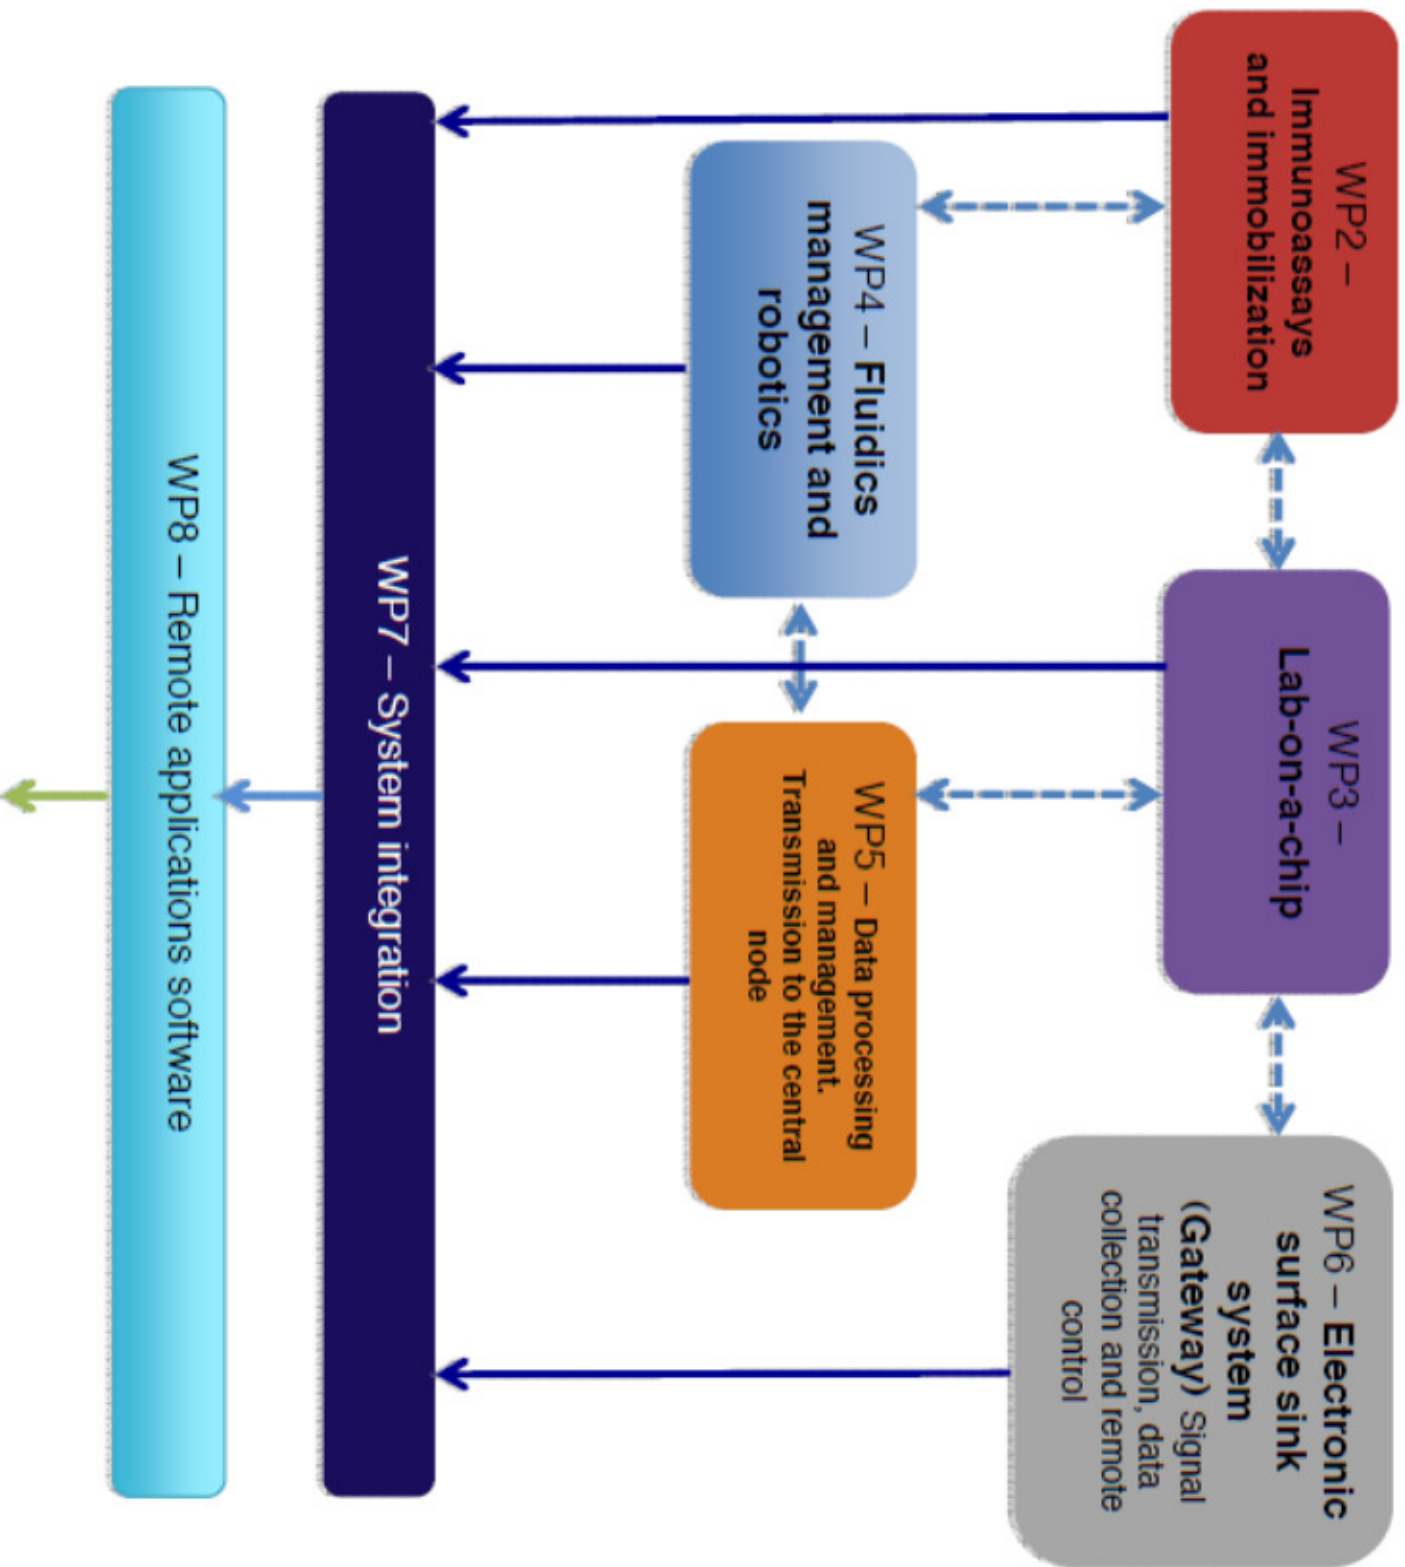 WP2 –
Immunoassays
and immobilization
WP3 –
Lab-on-a-chip
WP6 – Electronic
surface sink
system
(Gateway) Signal
transmission, data
collection and remote
control
WP4 – Fluidics
management and
robotics
WP5 – Data processing
and management.
Transmission to the central
node
WP7 – System integration
WP8 – Remote applications software